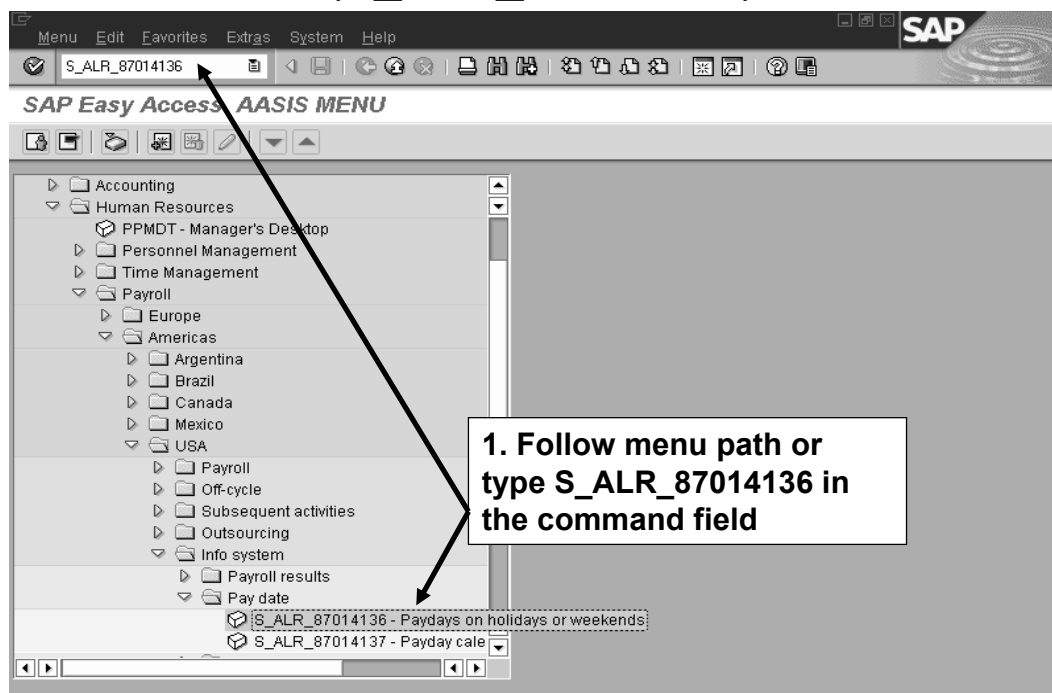 Menu Edit Favorites Extras System Help
SAP
S_ALR_87014136
SAP Easy Access AASIS MENU
Accounting
Human Resources
PPMDT - Manager's Desktop
Personnel Management
Time Management
Payroll
Europe
Americas
Argentina
Brazil
Canada
Mexico
USA
Payroll
Off-cycle
Subsequent activities
Outsourcing
Info system
Payroll results
Pay date
S_ALR_87014136 - Paydays on holidays or weekends
S_ALR_87014137 - Payday cale
1. Follow menu path or
type S_ALR_87014136 in
the command field